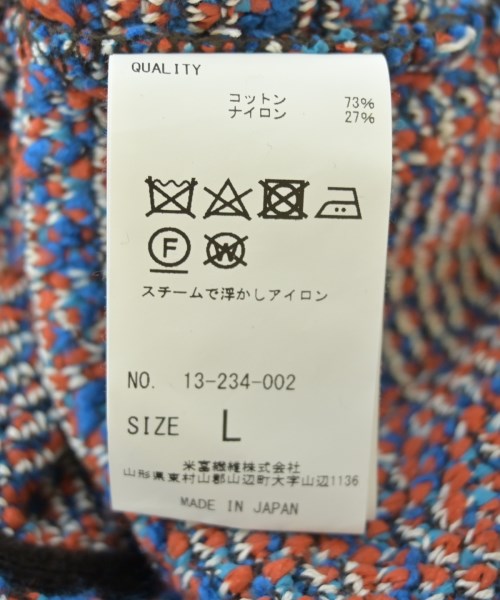 QUALITY
コットン 73%
ナイロン 27%
F W
スチームで浮かしアイロン
NO. 13-234-002
SIZE L
米富繊維株式会社
山形県東村山郡山辺町大字山辺1136
MADE IN JAPAN